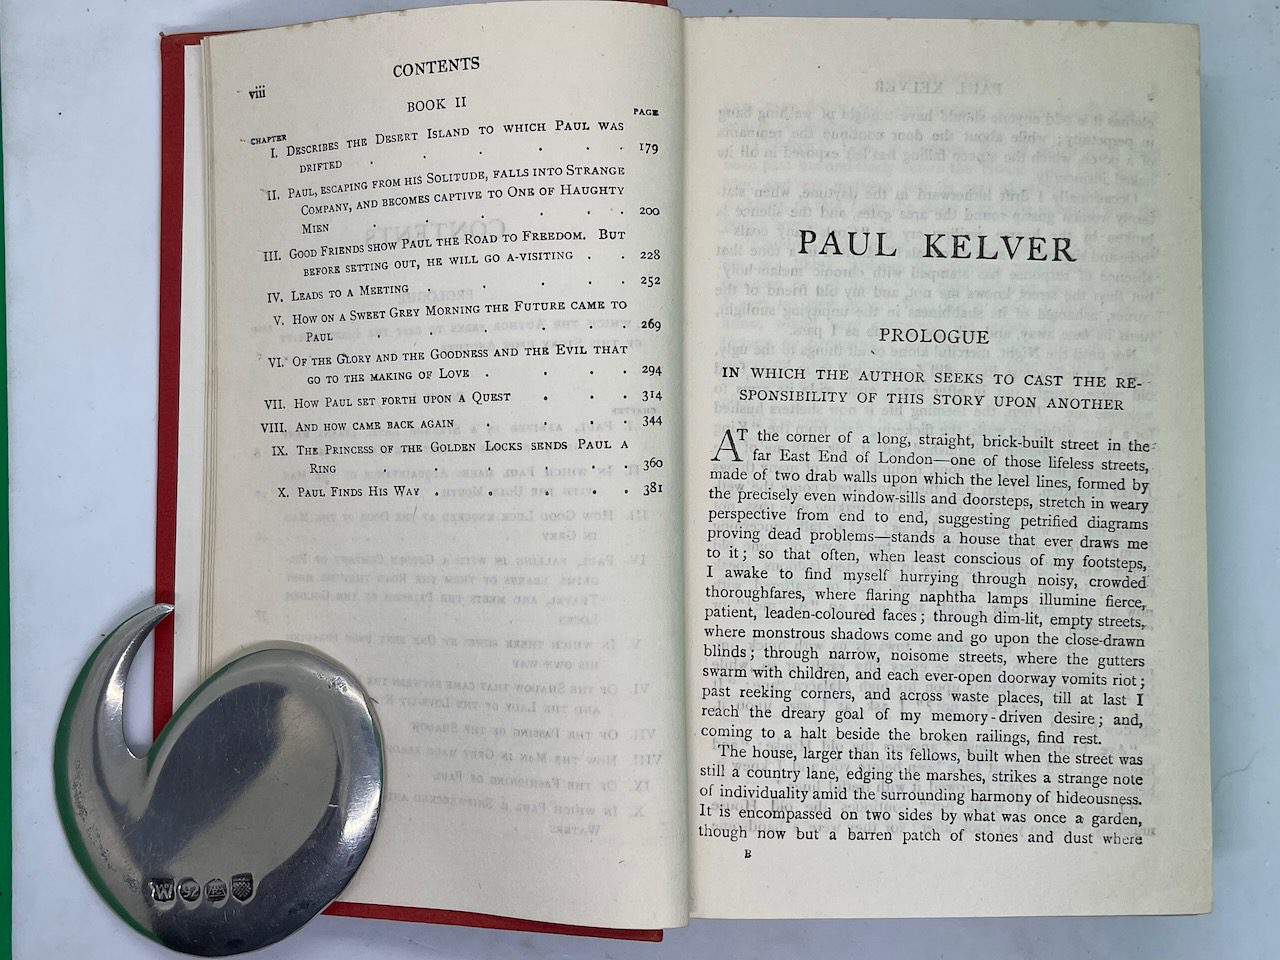 CONTENTS
viii
BOOK II
CHAPTER PAGE
I. DESCRIBES THE DESERT ISLAND TO WHICH PAUL WAS
DRIFTED . . . . . . 179
II. PAUL, ESCAPING FROM HIS SOLITUDE, FALLS INTO STRANGE
COMPANY, AND BECOMES CAPTIVE TO ONE OF HAUGHTY
MIEN . . . . . . 200
III. GOOD FRIENDS SHOW PAUL THE ROAD TO FREEDOM. BUT
BEFORE SETTING OUT, HE WILL GO A-VISITING . . 228
IV. LEADS TO A MEETING . . . . . 252
V. HOW ON A SWEET GREY MORNING THE FUTURE CAME TO
PAUL . . . . . . 269
VI. OF THE GLORY AND THE GOODNESS AND THE EVIL THAT
GO TO THE MAKING OF LOVE . . . . 294
VII. HOW PAUL SET FORTH UPON A QUEST . . . 314
VIII. AND HOW CAME BACK AGAIN . . . . 344
IX. THE PRINCESS OF THE GOLDEN LOCKS SENDS PAUL A
RING . . . . . . 360
X. PAUL FINDS HIS WAY . . . . . 381
PAUL KELVER
PROLOGUE
IN WHICH THE AUTHOR SEEKS TO CAST THE RE-
SPONSIBILITY OF THIS STORY UPON ANOTHER
AT the corner of a long, straight, brick-built street in the
far East End of London—one of those lifeless streets,
made of two drab walls upon which the level lines, formed by
the precisely even window-sills and doorsteps, stretch in weary
perspective from end to end, suggesting petrified diagrams
proving dead problems—stands a house that ever draws me
to it; so that often, when least conscious of my footsteps,
I awake to find myself hurrying through noisy, crowded
thoroughfares, where flaring naphtha lamps illumine fierce,
patient, leaden-coloured faces; through dim-lit, empty streets,
where monstrous shadows come and go upon the close-drawn
blinds; through narrow, noisome streets, where the gutters
swarm with children, and each ever-open doorway vomits riot;
past reeking corners, and across waste places, till at last I
reach the dreary goal of my memory-driven desire; and,
coming to a halt beside the broken railings, find rest.
The house, larger than its fellows, built when the street was
still a country lane, edging the marshes, strikes a strange note
of individuality amid the surrounding harmony of hideousness.
It is encompassed on two sides by what was once a garden,
though now but a barren patch of stones and dust where
B
W 92